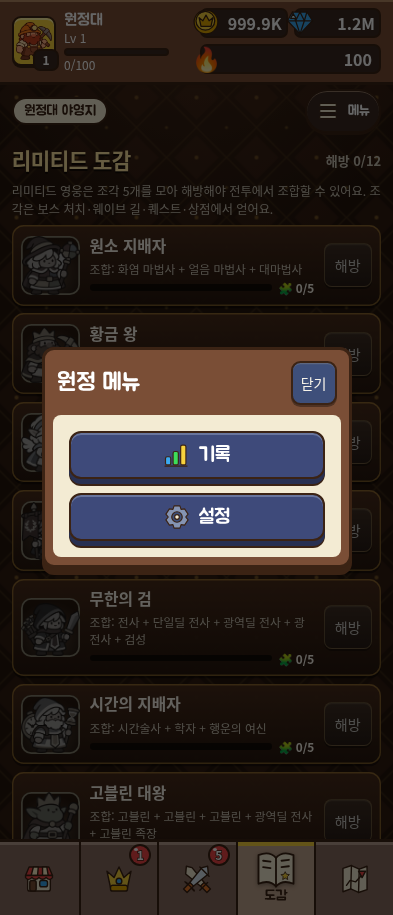 원정대
Lv 1
1
0/100
999.9K
1.2M
100
원정대 야영지
메뉴
리미티드 도감
해방 0/12
리미티드 영웅은 조각 5개를 모아 해방해야 전투에서 조합할 수 있어요. 조
각은 보스 처치·웨이브 길·퀘스트·상점에서 얻어요.
원소 지배자
조합: 화염 마법사 + 얼음 마법사 + 대마법사
0/5
해방
황금 왕
방
원정 메뉴
닫기
기록
설정
무한의 검
조합: 전사 + 단일딜 전사 + 광역딜 전사 + 광
전사 + 검성
0/5
해방
시간의 지배자
조합: 시간술사 + 학자 + 행운의 여신
0/5
해방
고블린 대왕
조합: 고블린 + 고블린 + 고블린 + 광역딜 전사
+ 고블린 족장
해방
1
5
도감